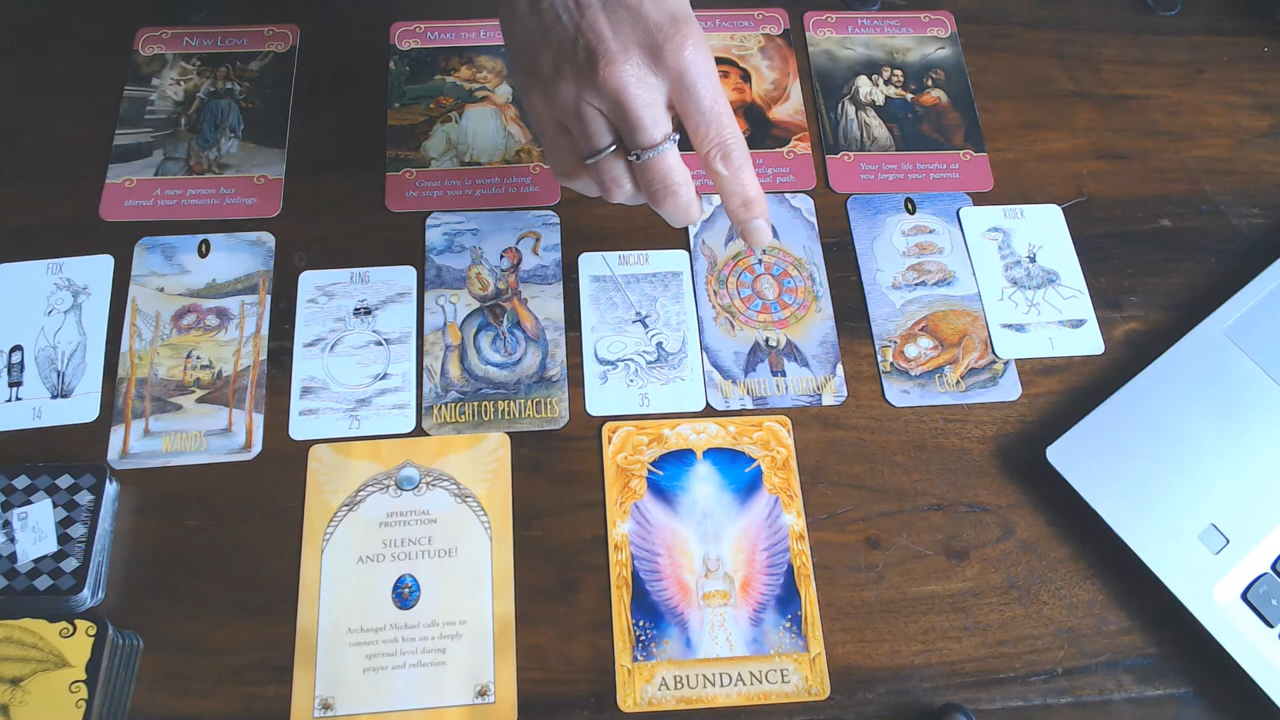 NEW LOVE
A new person has
stirred your romantic feelings.
MAKE THE
Great love is worth taking
the steps you're guided to take.
FACTORS
is
religious
path
HEALING
FAMILY ISSUES
Your love life benefits as
you forgive your parents.
FOX
14
WANDS
RING
25
KNIGHT OF PENTACLES
ANCHOR
35
THE WHEEL OF FORTUNE
CUPS
RIDER
1
SPIRITUAL
PROTECTION
SILENCE
AND SOLITUDE!
Archangel Michael calls you to
connect with him on a deeply
spiritual level during
prayer and reflection.
ABUNDANCE